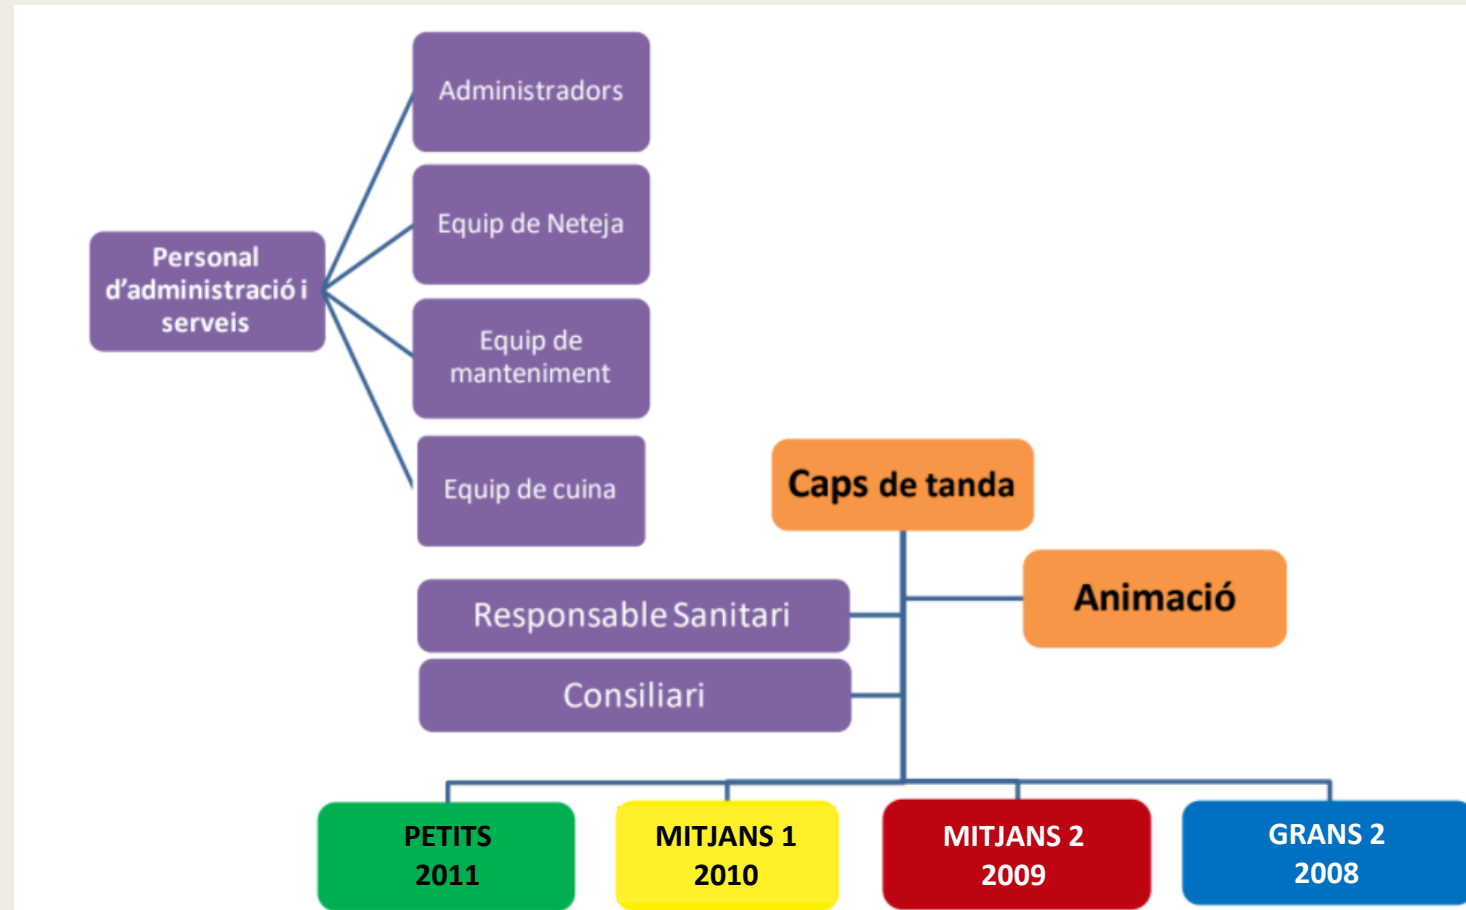 Administradors
Equip de Neteja
Personal
d’administració i
serveis
Equip de
manteniment
Equip de cuina
Caps de tanda
Animació
Responsable Sanitari
Consiliari
PETITS
2011
MITJANS 1
2010
MITJANS 2
2009
GRANS 2
2008